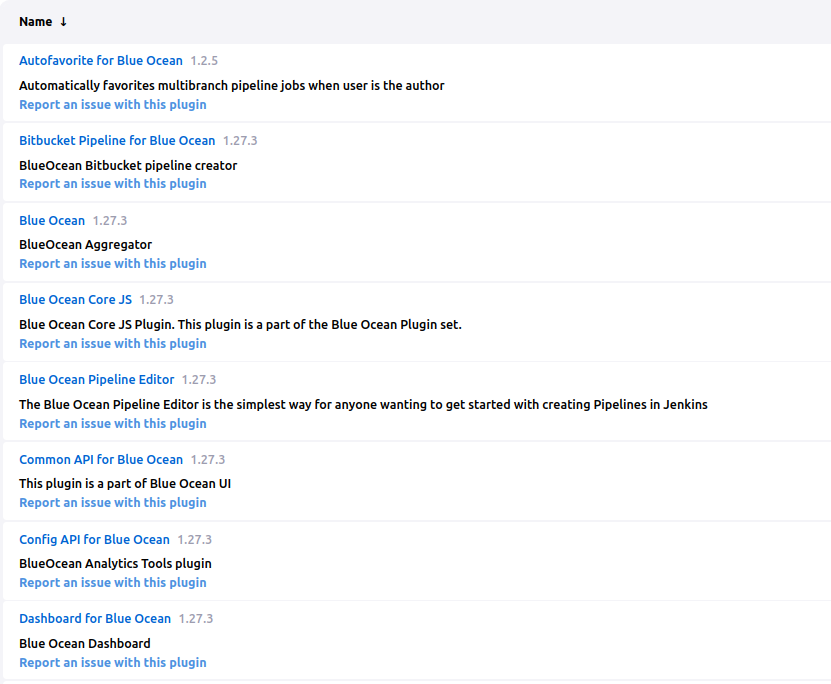 Name ↓
Autofavorite for Blue Ocean 1.2.5
Automatically favorites multibranch pipeline jobs when user is the author
Report an issue with this plugin
Bitbucket Pipeline for Blue Ocean 1.27.3
BlueOcean Bitbucket pipeline creator
Report an issue with this plugin
Blue Ocean 1.27.3
BlueOcean Aggregator
Report an issue with this plugin
Blue Ocean Core JS 1.27.3
Blue Ocean Core JS Plugin. This plugin is a part of the Blue Ocean Plugin set.
Report an issue with this plugin
Blue Ocean Pipeline Editor 1.27.3
The Blue Ocean Pipeline Editor is the simplest way for anyone wanting to get started with creating Pipelines in Jenkins
Report an issue with this plugin
Common API for Blue Ocean 1.27.3
This plugin is a part of Blue Ocean UI
Report an issue with this plugin
Config API for Blue Ocean 1.27.3
BlueOcean Analytics Tools plugin
Report an issue with this plugin
Dashboard for Blue Ocean 1.27.3
Blue Ocean Dashboard
Report an issue with this plugin